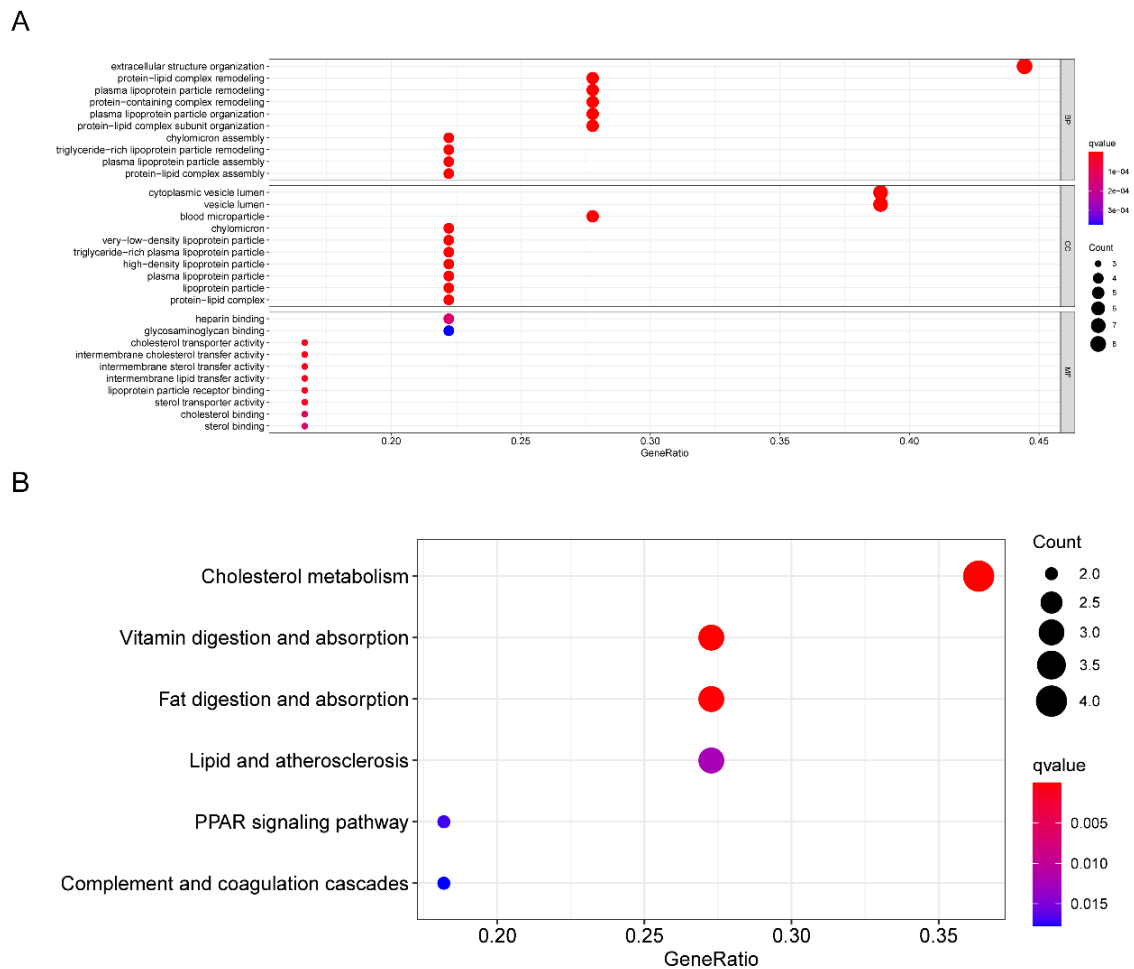 A
extracellular structure organization
protein−lipid complex remodeling
plasma lipoprotein particle remodeling
protein−containing complex remodeling
plasma lipoprotein particle organization
protein−lipid complex subunit organization
chylomicron assembly
triglyceride−rich lipoprotein particle remodeling
plasma lipoprotein particle assembly
protein−lipid complex assembly
BP
cytoplasmic vesicle lumen
vesicle lumen
blood microparticle
chylomicron
very−low−density lipoprotein particle
triglyceride−rich plasma lipoprotein particle
high−density lipoprotein particle
plasma lipoprotein particle
lipoprotein particle
protein−lipid complex
CC
heparin binding
glycosaminoglycan binding
cholesterol transporter activity
intermembrane cholesterol transfer activity
intermembrane sterol transfer activity
intermembrane lipid transfer activity
lipoprotein particle receptor binding
sterol transporter activity
cholesterol binding
sterol binding
MF
0.20 0.25 0.30 0.35 0.40 0.45
GeneRatio
qvalue
1e−04
2e−04
3e−04
Count
3
4
5
6
7
8
B
Cholesterol metabolism
Vitamin digestion and absorption
Fat digestion and absorption
Lipid and atherosclerosis
PPAR signaling pathway
Complement and coagulation cascades
0.20 0.25 0.30 0.35
GeneRatio
Count
2.0
2.5
3.0
3.5
4.0
qvalue
0.005
0.010
0.015